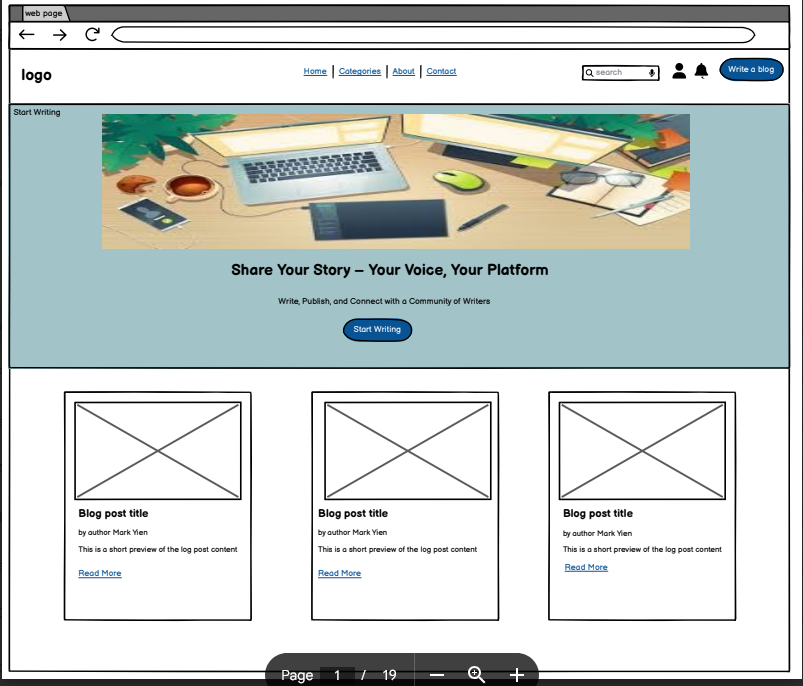 web page
logo
Home | Categories | About | Contact
search
Write a blog
Start Writing
Share Your Story – Your Voice, Your Platform
Write, Publish, and Connect with a Community of Writers
Start Writing
Blog post title
by author Mark Yien
This is a short preview of the log post content
Read More
Blog post title
by author Mark Yien
This is a short preview of the log post content
Read More
Blog post title
by author Mark Yien
This is a short preview of the log post content
Read More
Page 1 / 19